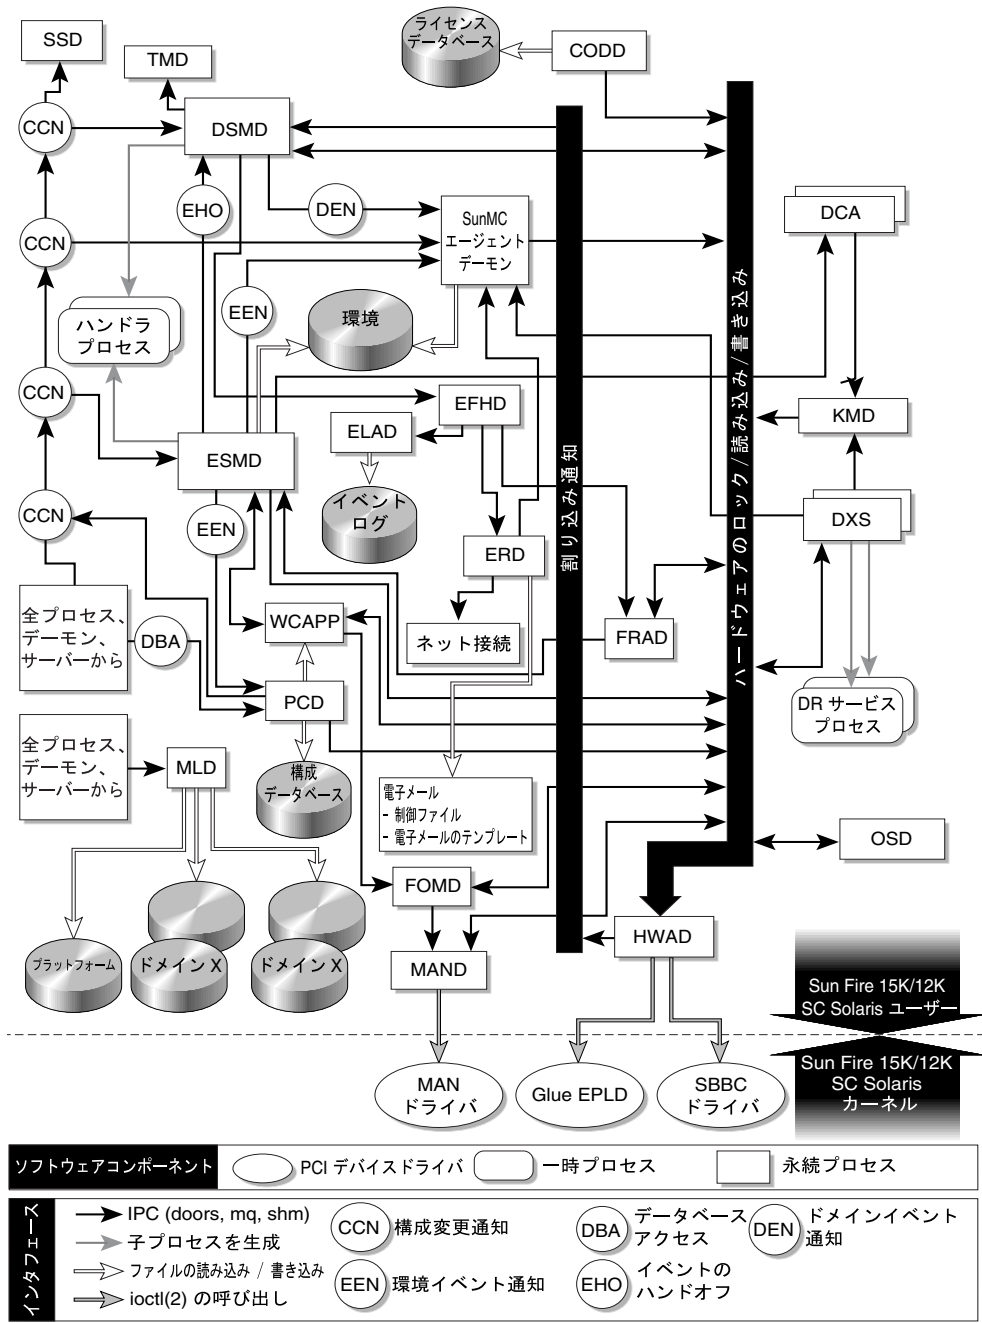 SSD
TMD
ライセンス
データベース
CODD
CCN
DSMD
EHO
DEN
SunMC
エージェント
デーモン
DCA
CCN
EEN
環境
ハンドラ
プロセス
CCN
EFHD
ELAD
KMD
ESMD
イベント
ログ
CCN
EEN
ERD
DXS
割り込み通知
ハードウェアのロック/読み込み/書き込み
全プロセス、
デーモン、
サーバーから
DBA
WCAPP
ネット接続
FRAD
PCD
DR サービス
プロセス
全プロセス、
デーモン、
サーバーから
MLD
構成
データベース
電子メール
- 制御ファイル
- 電子メールのテンプレート
OSD
FOMD
HWAD
プラットフォーム
ドメイン X
ドメイン X
MAND
Sun Fire 15K/12K
SC Solaris ユーザー
Sun Fire 15K/12K
SC Solaris
カーネル
MAN
ドライバ
Glue EPLD
SBBC
ドライバ
ソフトウェアコンポーネント
PCI デバイスドライバ
一時プロセス
永続プロセス
インタフェース
IPC (doors, mq, shm)
子プロセスを生成
ファイルの読み込み / 書き込み
ioctl(2) の呼び出し
CCN
構成変更通知
EEN
環境イベント通知
DBA
データベース
アクセス
EHO
イベントの
ハンドオフ
DEN
ドメインイベント
通知